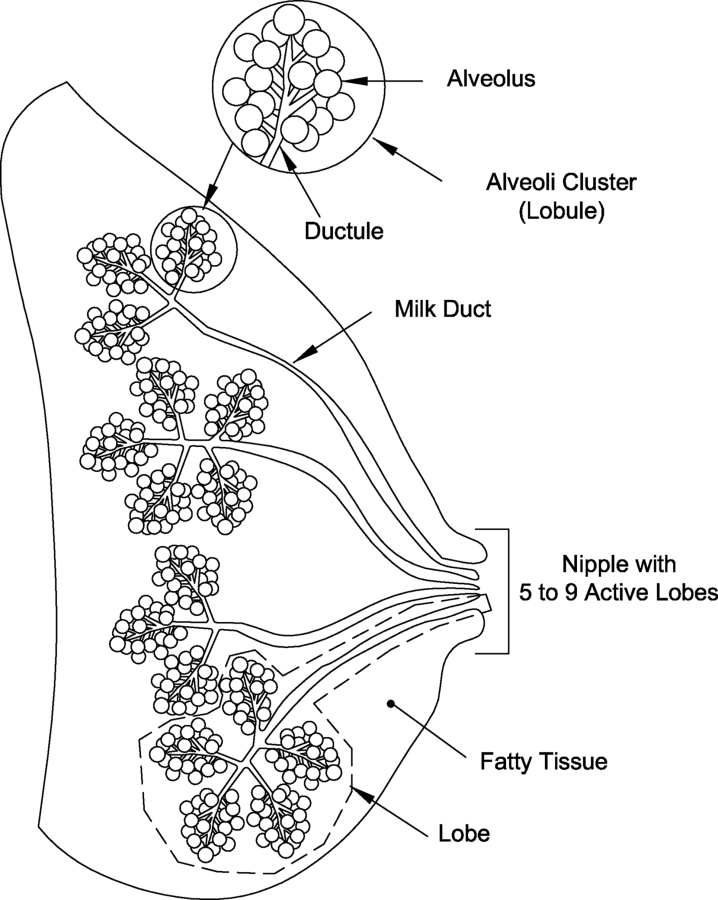 Alveolus
Alveoli Cluster
(Lobule)
Ductule
Milk Duct
Nipple with
5 to 9 Active Lobes
Fatty Tissue
Lobe